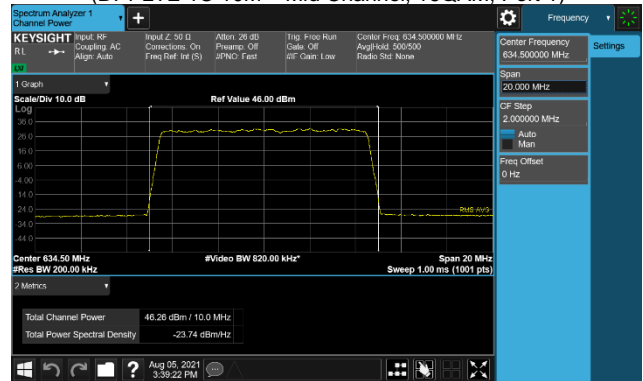 Spectrum Analyzer 1
Channel Power
+
Frequency
KEYSIGHT
RL
Input: RF
Coupling: AC
Align: Auto
Input Z: 50 Ω
Corrections: On
Freq Ref: Int (S)
Atten: 26 dB
Preamp: Off
#PNO: Fast
Trig: Free Run
Gate: Off
#IF Gain: Low
Center Freq: 634.500000 MHz
Avg|Hold: 500/500
Radio Std: None
Center Frequency
634.500000 MHz
Settings
Span
20.000 MHz
CF Step
2.000000 MHz
Auto
Man
Freq Offset
0 Hz
1 Graph
Scale/Div 10.0 dB
Ref Value 46.00 dBm
Log
36.0
26.0
16.0
6.00
-4.00
-14.0
-24.0
-34.0
-44.0
RMS AVG
Center 634.50 MHz
#Video BW 820.00 kHz*
Span 20 MHz
#Res BW 200.00 kHz
Sweep 1.00 ms (1001 pts)
2 Metrics
Total Channel Power 46.26 dBm / 10.0 MHz
Total Power Spectral Density -23.74 dBm/Hz
?
Aug 05, 2021
3:39:22 PM